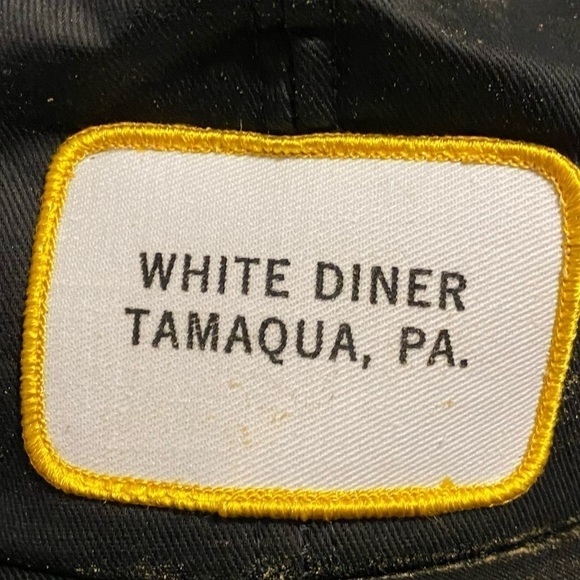 WHITE DINER
TAMAQUA, PA.